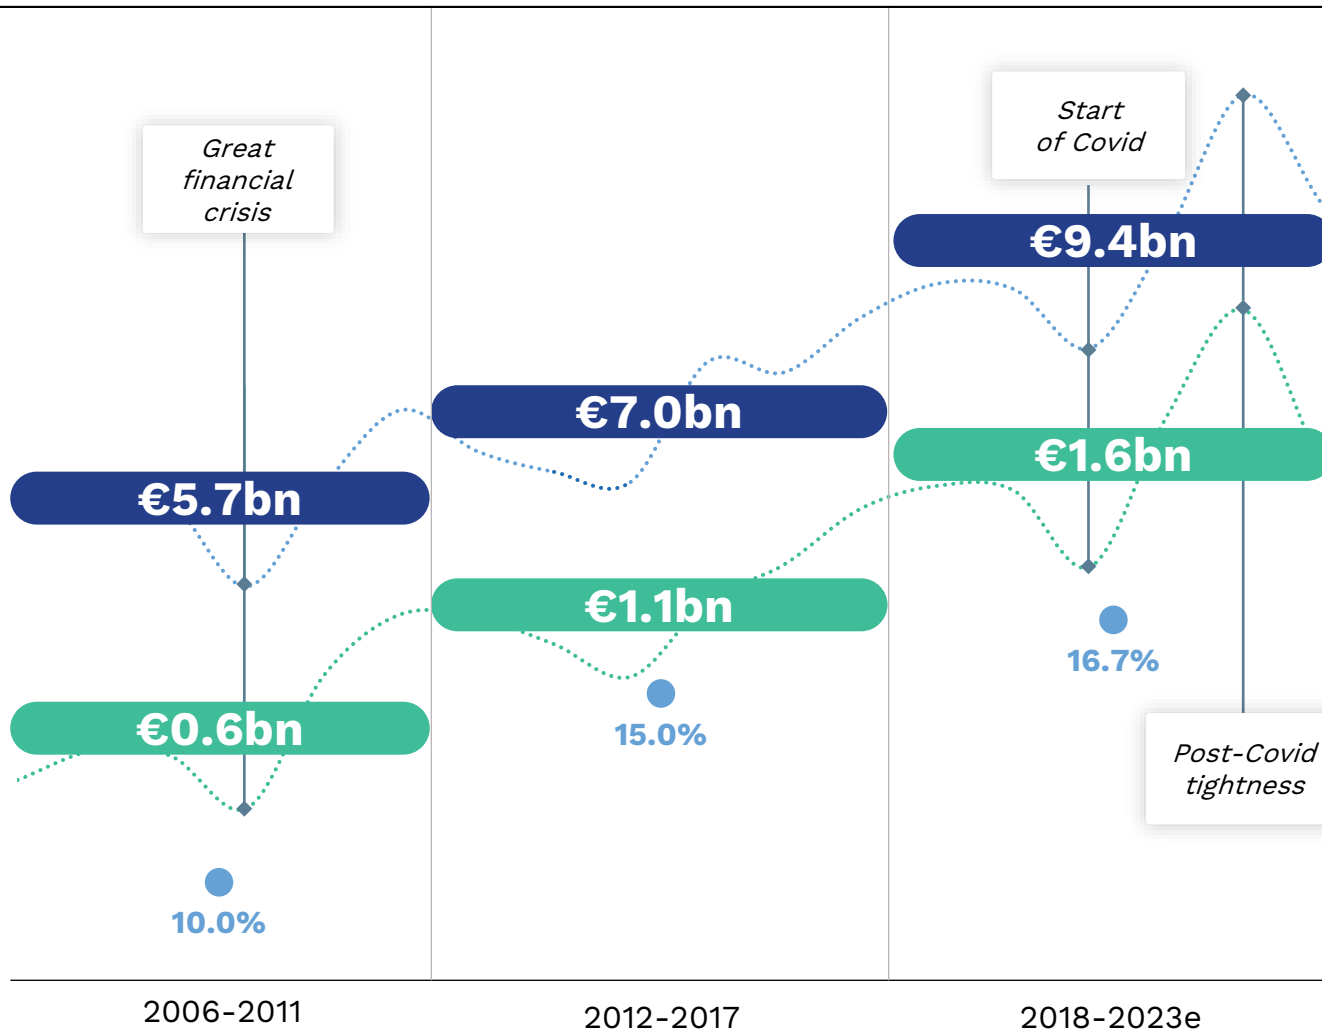 Start
of Covid
Great
financial
crisis
€9.4bn
€7.0bn
€1.6bn
€5.7bn
€1.1bn
16.7%
€0.6bn
15.0%
Post-Covid
tightness
10.0%
2006-2011
2012-2017
2018-2023e